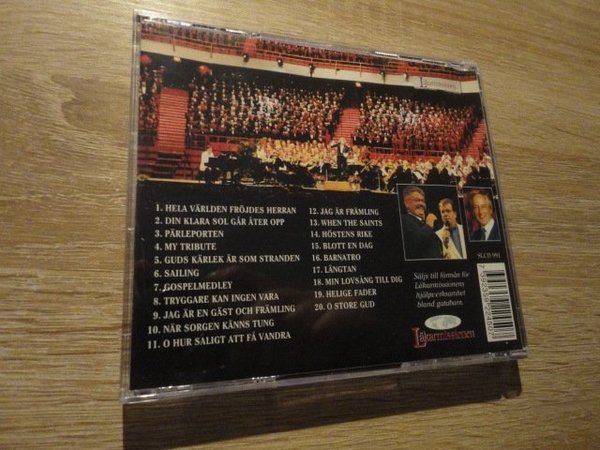 Läkarmissionen
1. HELA VÄRLDEN FRÖJDES HERRAN
2. DIN KLARA SOL GÅR ÅTER OPP
3. PÄRLEPORTEN
4. MY TRIBUTE
5. GUDS KÄRLEK ÄR SOM STRANDEN
6. SAILING
7. GOSPELMEDLEY
8. TRYGGARE KAN INGEN VARA
9. JAG ÄR EN GÄST OCH FRÄMLING
10. NÄR SORGEN KÄNNS TUNG
11. O HUR SALIGT ATT FÅ VANDRA
12. JAG ÄR FRÄMLING
13. WHEN THE SAINTS
14. HÖSTENS RIKE
15. BLOTT EN DAG
16. BARNATRO
17. LÄNGTAN
18. MIN LOVSÅNG TILL DIG
19. HELIGE FADER
20. O STORE GUD
SLCD 991
Säljs till förmån för
Läkarmissionens
hjälpverksamhet
bland gatubarn.
Läkarmissionen